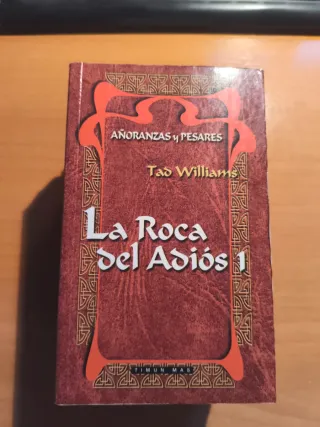 AÑORANZAS y PESARES
Tad Williams
La Roca
del Adiós 1
TIMUN MAS